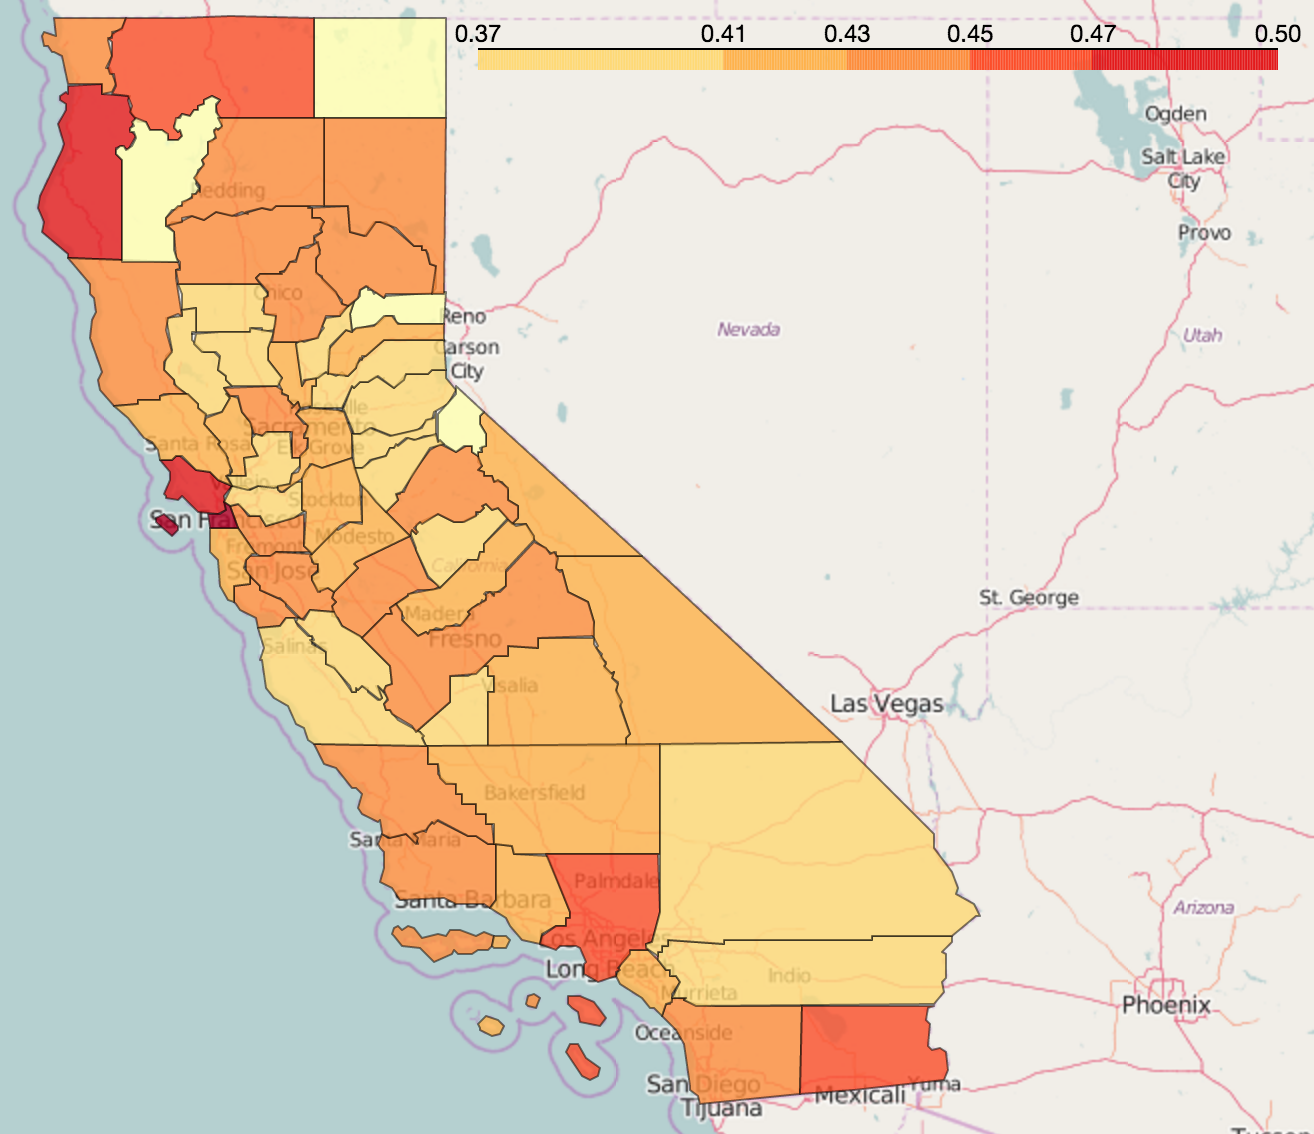 0.37 0.41 0.43 0.45 0.47 0.50
Ogden
Salt Lake
City
Provo
Redding
Chico
Reno
Nevada
Utah
Carson
City
Roseville
Sacramento
Santa Rosa
Elk Grove
Vallejo
Stockton
San Francisco
Modesto
Fremont
San Jose
California
St. George
Madera
Fresno
Salinas
Visalia
Las Vegas
Bakersfield
Santa Maria
Palmdale
Santa Barbara
Arizona
Los Angeles
Long Beach
Indio
Murrieta
Phoenix
Oceanside
San Diego
Yuma
Mexicali
Tijuana